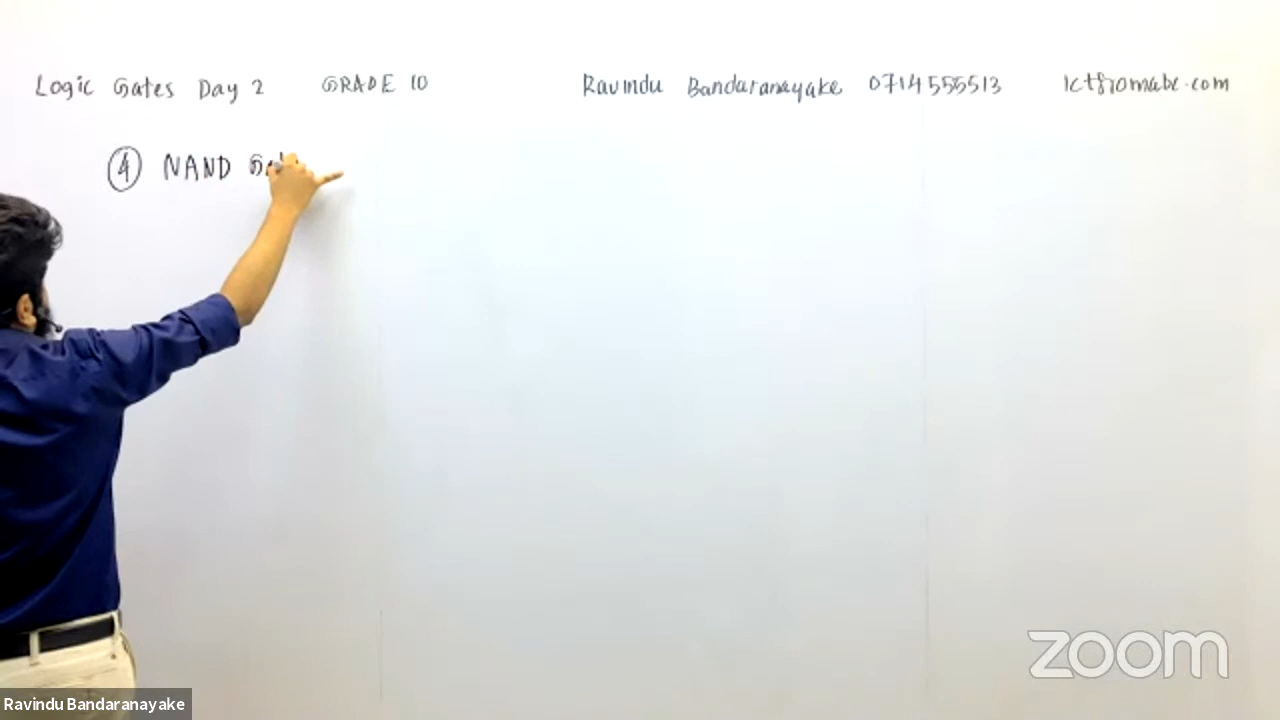 Logic Gates Day 2 GRADE 10 Ravindu Bandaranayake 0714555513 ictfromabc.com
④ NAND
zoom
Ravindu Bandaranayake